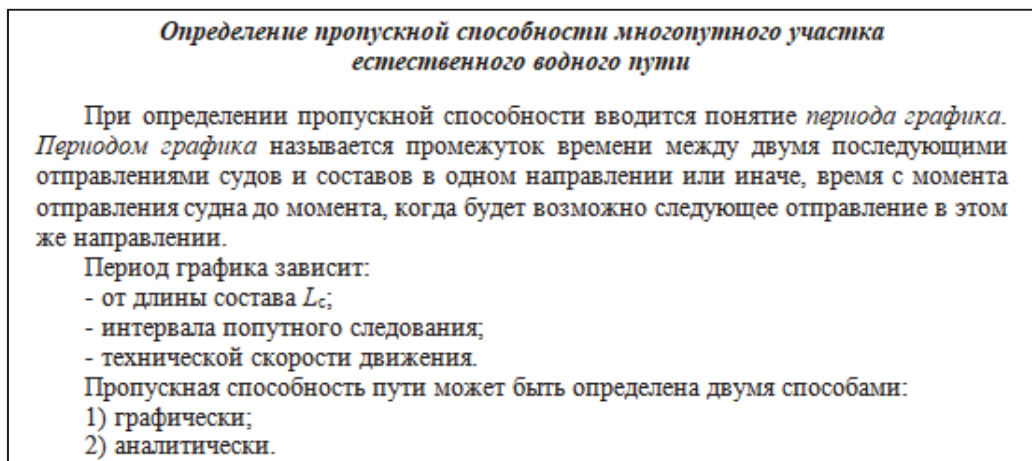 Определение пропускной способности многопутного участка
естественного водного пути
При определении пропускной способности вводится понятие периода графика.
Периодом графика называется промежуток времени между двумя последующими
отправлениями судов и составов в одном направлении или иначе, время с момента
отправления судна до момента, когда будет возможно следующее отправление в этом
же направлении.
Период графика зависит:
- от длины состава Lс;
- интервала попутного следования;
- технической скорости движения.
Пропускная способность пути может быть определена двумя способами:
1) графически;
2) аналитически.